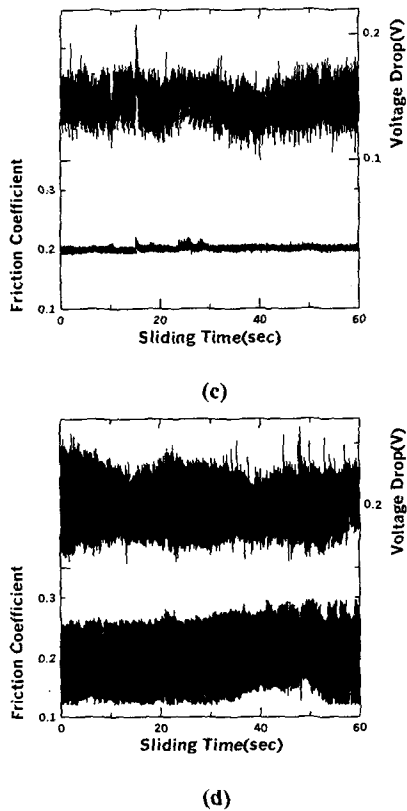 0.2
0.1
Voltage Drop(V)
0.3
0.2
0.1
Friction Coefficient
0 20 40 60
Sliding Time(sec)
(c)
0.2
Voltage Drop(V)
0.3
0.2
0.1
Friction Coefficient
0 20 40 60
Sliding Time(sec)
(d)